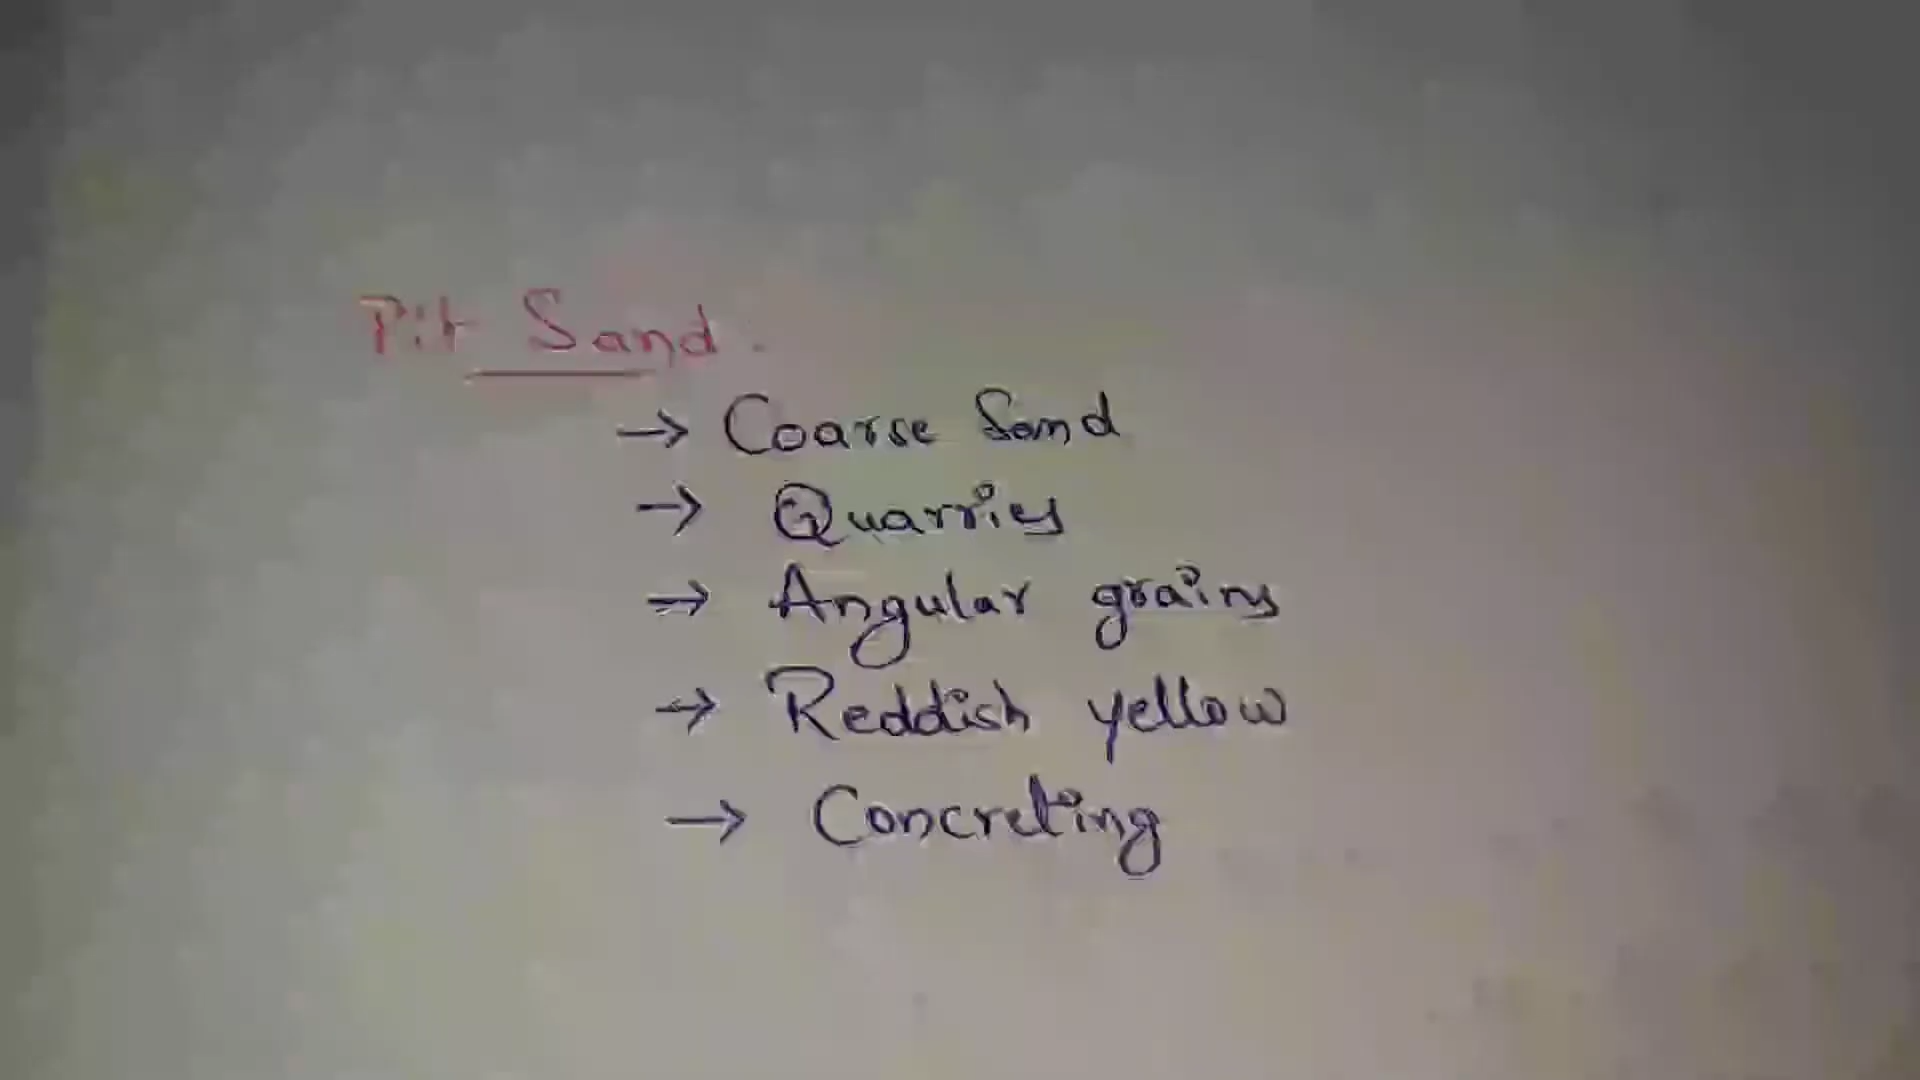 Pit Sand:
→ Coarse Sand
→ Quarries
→ Angular grains
→ Reddish yellow
→ Concreting